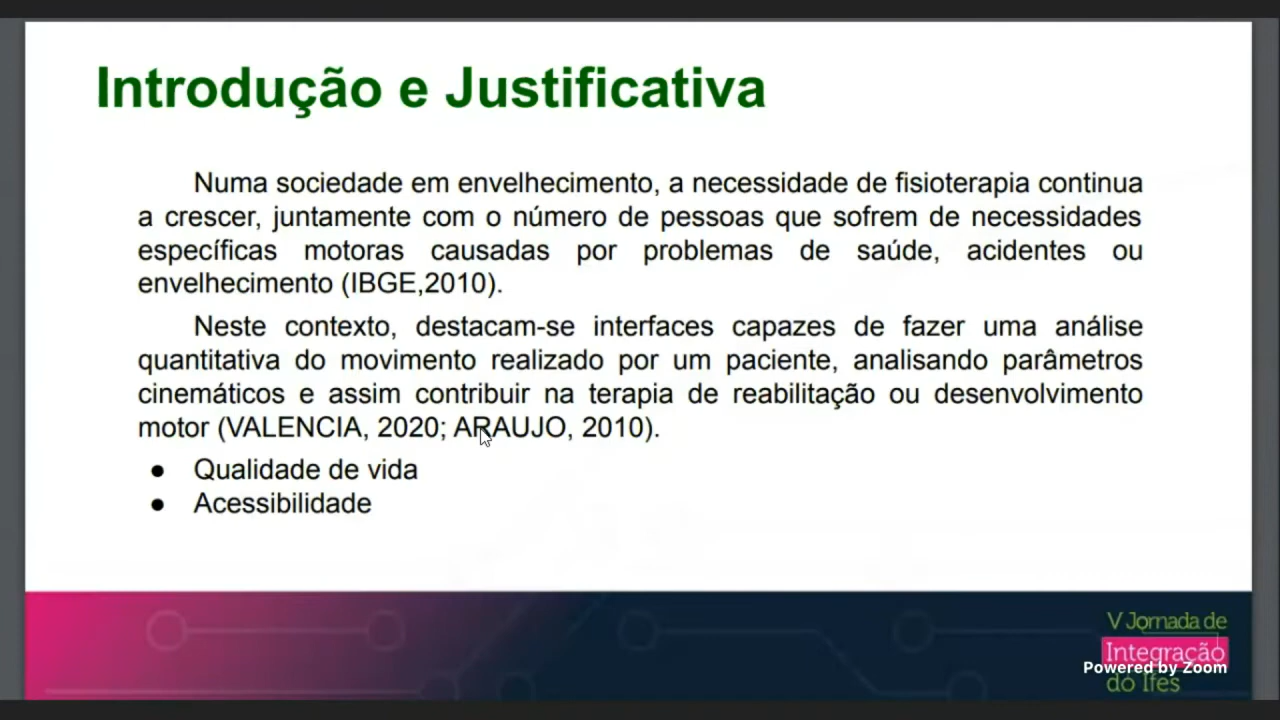 Introdução e Justificativa
Numa sociedade em envelhecimento, a necessidade de fisioterapia continua
a crescer, juntamente com o número de pessoas que sofrem de necessidades
específicas motoras causadas por problemas de saúde, acidentes ou
envelhecimento (IBGE,2010).
Neste contexto, destacam-se interfaces capazes de fazer uma análise
quantitativa do movimento realizado por um paciente, analisando parâmetros
cinemáticos e assim contribuir na terapia de reabilitação ou desenvolvimento
motor (VALENCIA, 2020; ARAUJO, 2010).
● Qualidade de vida
● Acessibilidade
V Jornada de
Integração
do Ifes
Powered by Zoom